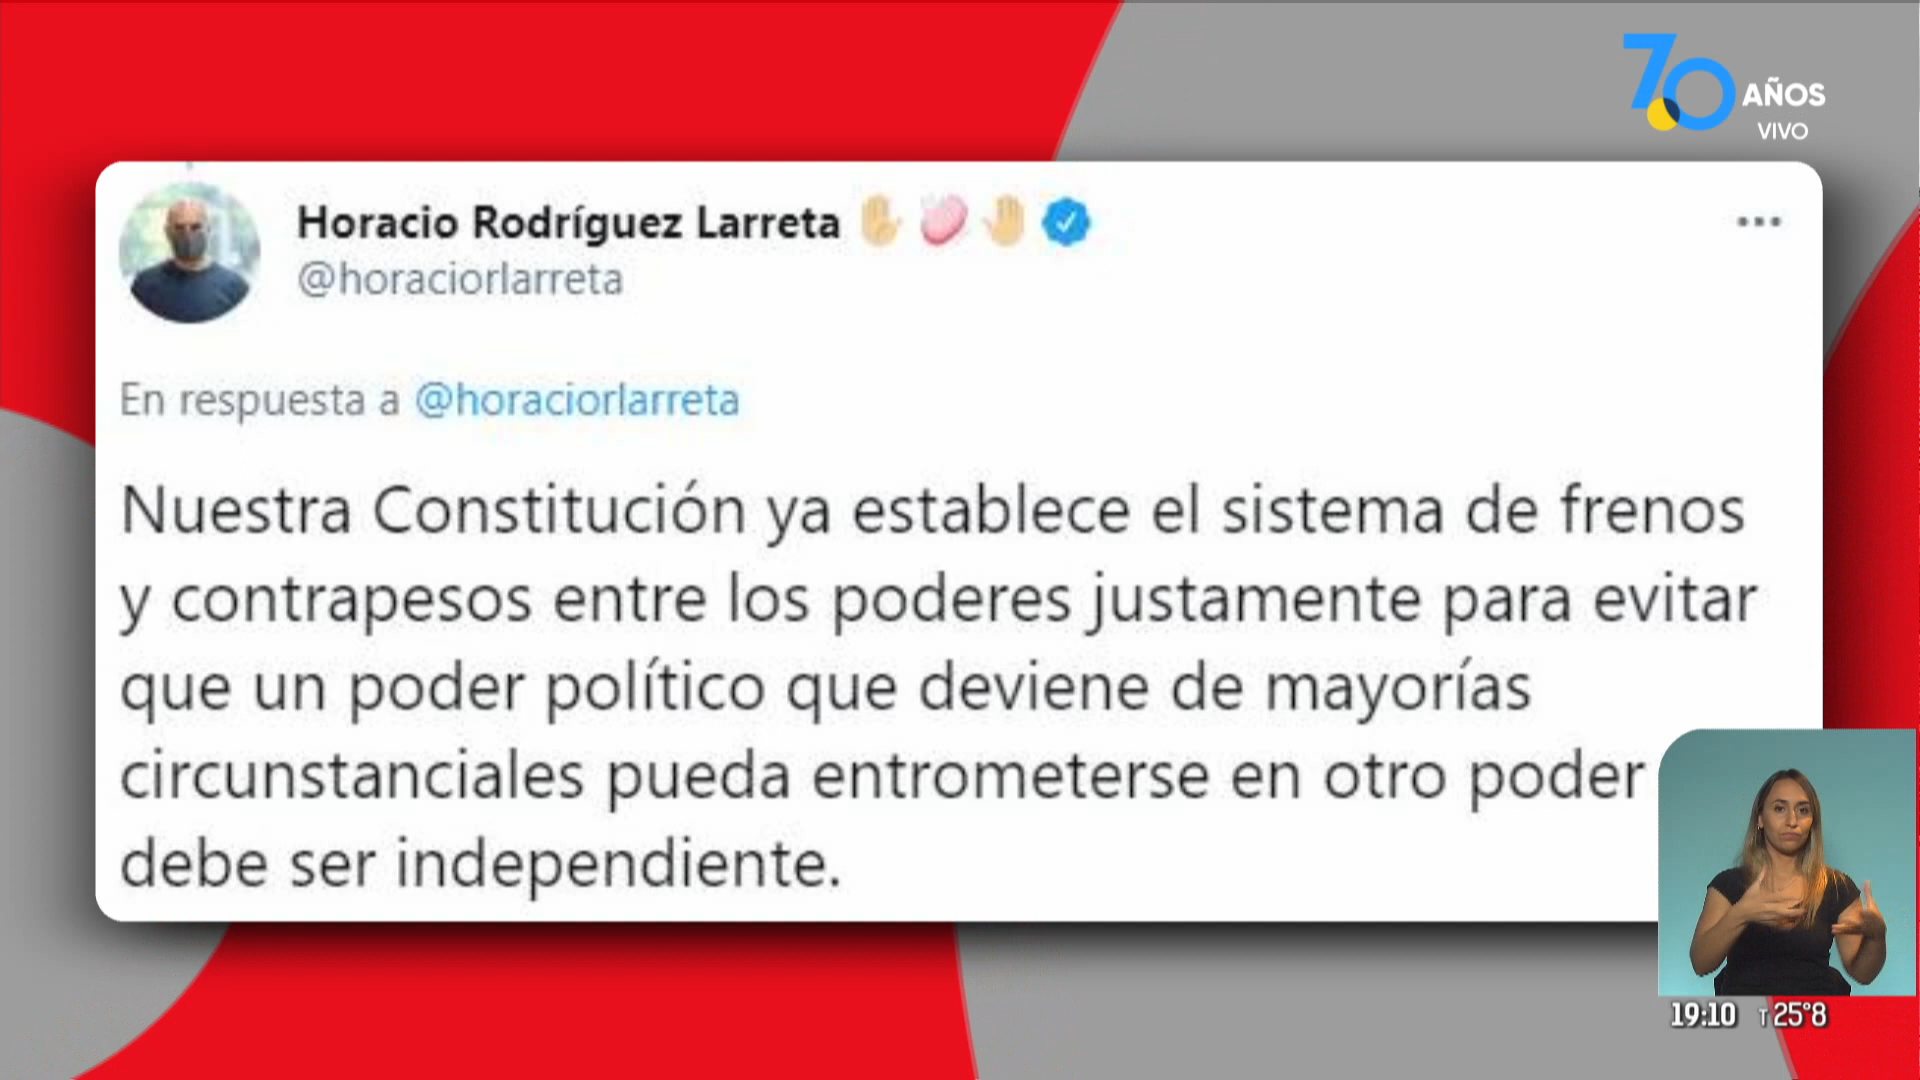 70 AÑOS
VIVO
Horacio Rodríguez Larreta
@horaciorlarreta
En respuesta a @horaciorlarreta
Nuestra Constitución ya establece el sistema de frenos
y contrapesos entre los poderes justamente para evitar
que un poder político que deviene de mayorías
circunstanciales pueda entrometerse en otro poder
debe ser independiente.
19:10 T 25°8